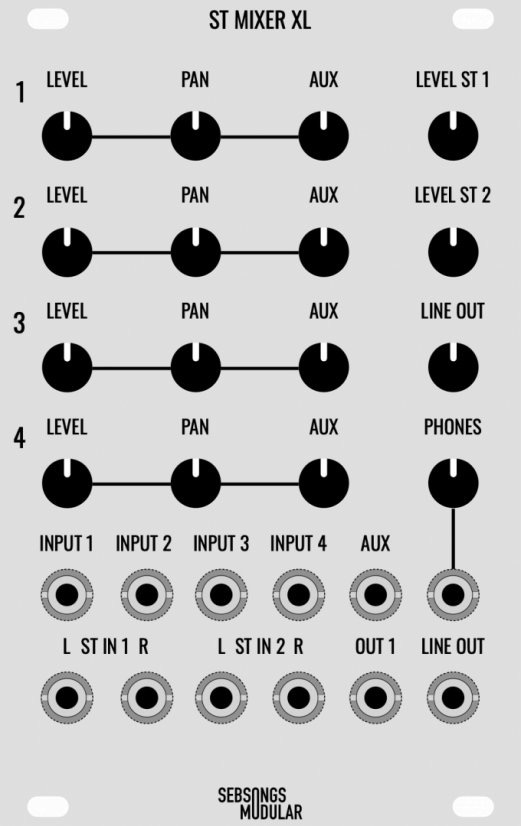 ST MIXER XL
1 LEVEL PAN AUX LEVEL ST 1
2 LEVEL PAN AUX LEVEL ST 2
3 LEVEL PAN AUX LINE OUT
4 LEVEL PAN AUX PHONES
INPUT 1 INPUT 2 INPUT 3 INPUT 4 AUX
L ST IN 1 R L ST IN 2 R OUT 1 LINE OUT
SEBSONGS
MODULAR